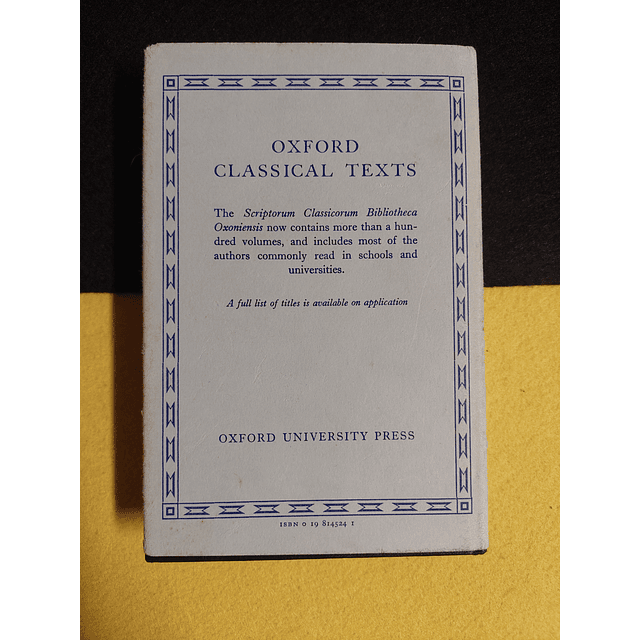 OXFORD
CLASSICAL TEXTS
The Scriptorum Classicorum Bibliotheca
Oxoniensis now contains more than a hun-
dred volumes, and includes most of the
authors commonly read in schools and
universities.
A full list of titles is available on application
OXFORD UNIVERSITY PRESS
ISBN 0 19 814524 1